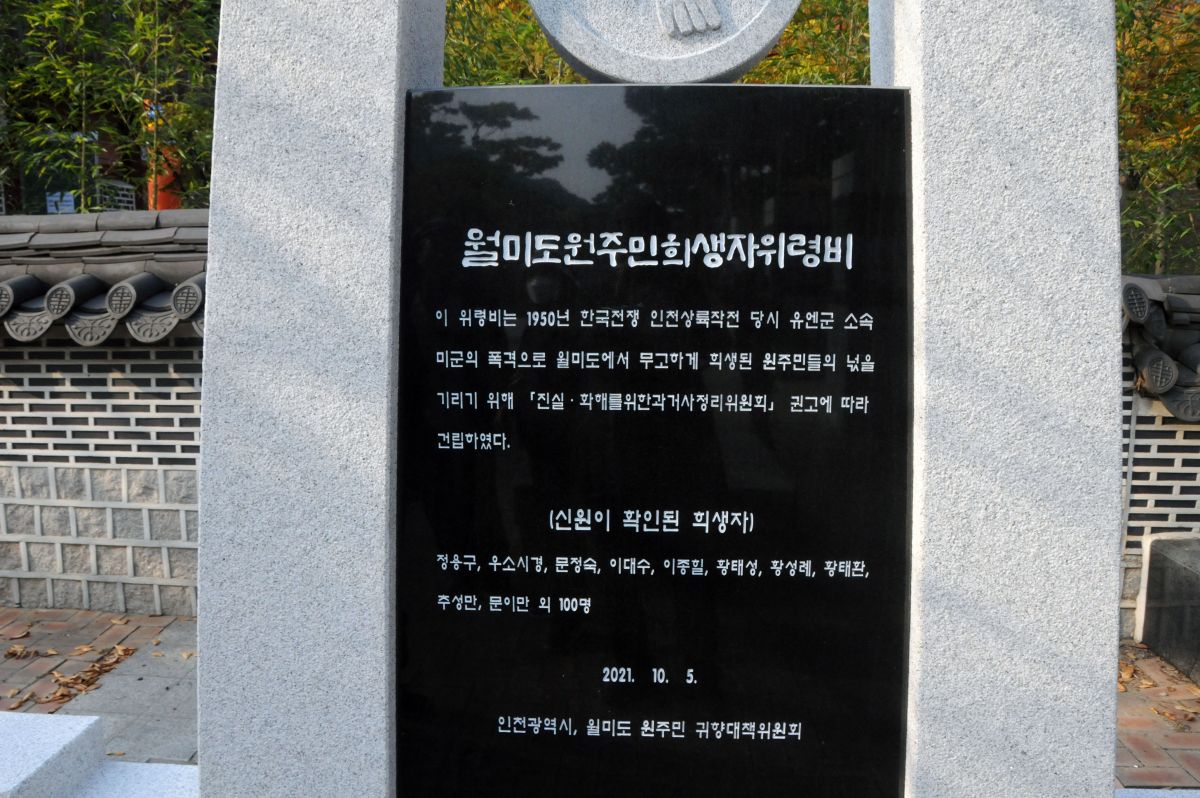 월미도원주민희생자위령비
이 위령비는 1950년 한국전쟁 인천상륙작전 당시 유엔군 소속
미군의 폭격으로 월미도에서 무고하게 희생된 원주민들의 넋을
기리기 위해 「진실·화해를위한과거사정리위원회」 권고에 따라
건립하였다.
(신원이 확인된 희생자)
정용구, 우소시경, 문정숙, 이대수, 이종힐, 황태성, 황성례, 황태환,
추성만, 문이만 외 100명
2021. 10. 5.
인천광역시, 월미도 원주민 귀향대책위원회